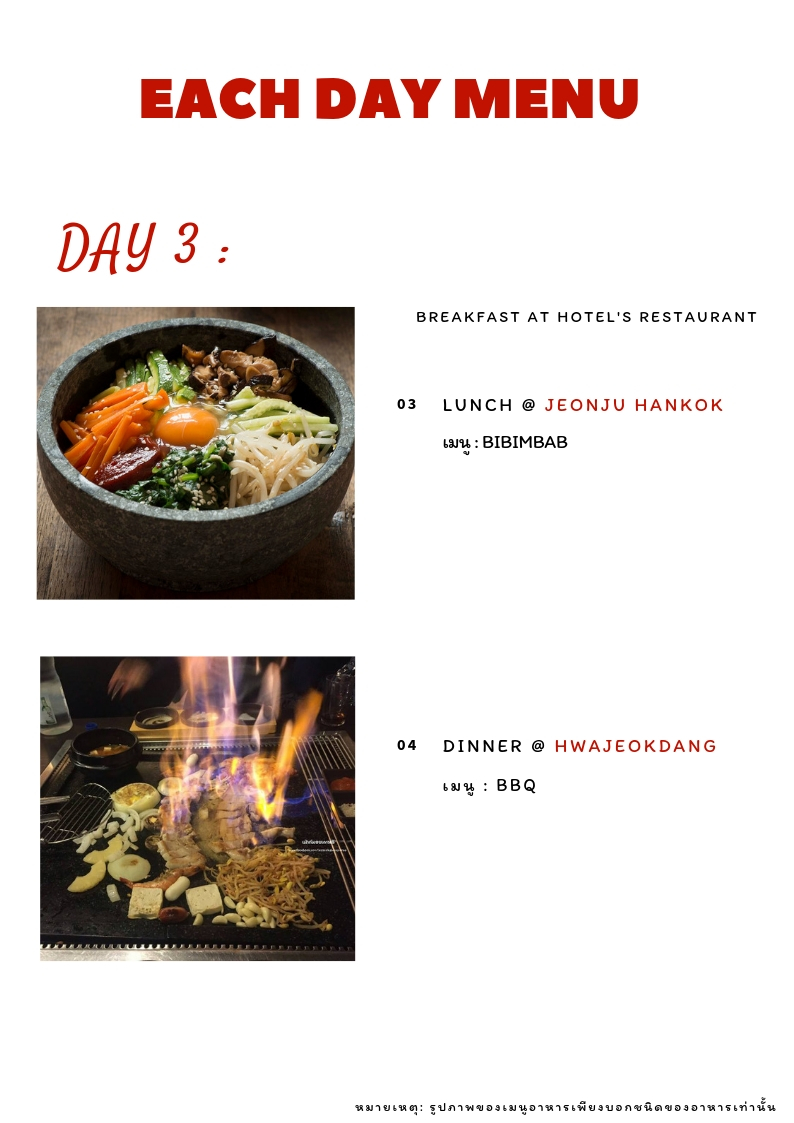 EACH DAY MENU
DAY 3 :
BREAKFAST AT HOTEL'S RESTAURANT
03 LUNCH @ JEONJU HANKOK
เมนู : BIBIMBAB
04 DINNER @ HWAJEOKDANG
เมนู : BBQ
หมายเหตุ: รูปภาพของเมนูอาหารเพียงบอกชนิดของอาหารเท่านั้น